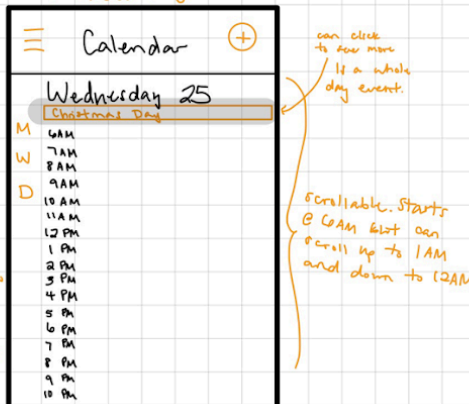 Calendar +
Wednesday 25
Christmas Day
M
W
D
6AM
7AM
8AM
9AM
10 AM
11AM
12 PM
1 PM
2 PM
3 PM
4 PM
5 PM
6 PM
7 PM
8 PM
9 PM
10 PM
can click
to see more
Is a whole
day event.
scrollable. Starts
@ 6AM but can
scroll up to 1AM
and down to 12AM